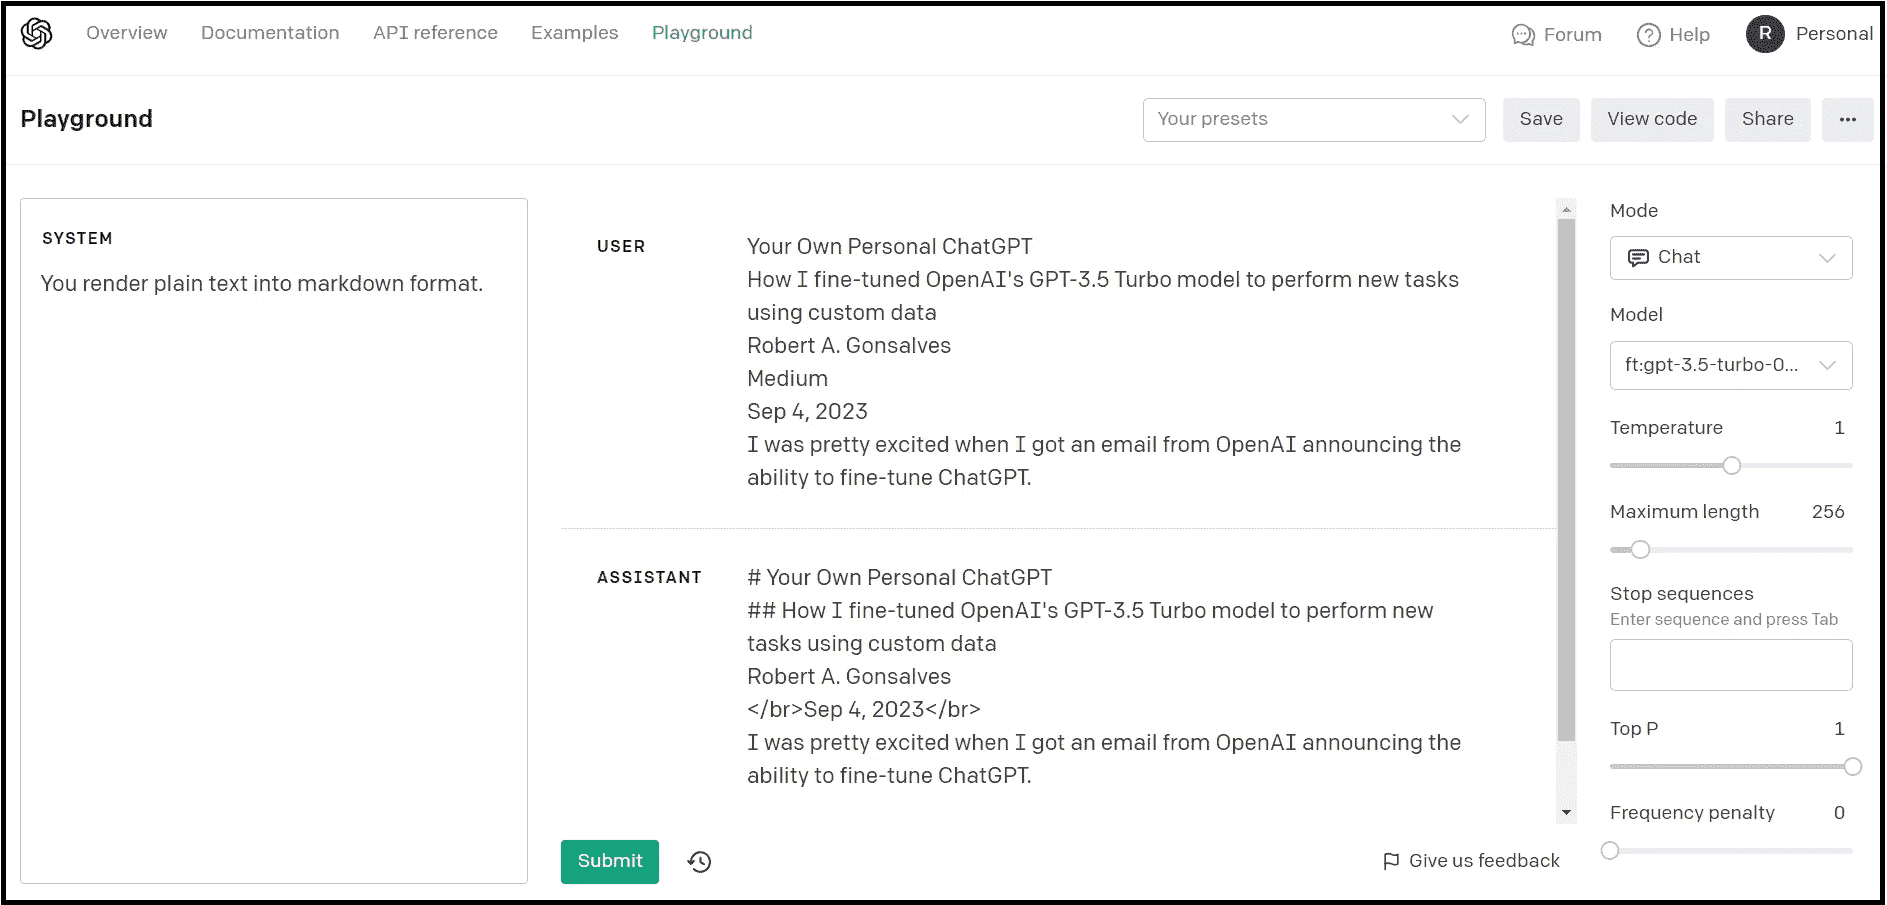 Overview Documentation API reference Examples Playground Forum Help R Personal
Playground
Your presets Save View code Share ...
SYSTEM
You render plain text into markdown format.
USER
Your Own Personal ChatGPT
How I fine-tuned OpenAI's GPT-3.5 Turbo model to perform new tasks
using custom data
Robert A. Gonsalves
Medium
Sep 4, 2023
I was pretty excited when I got an email from OpenAI announcing the
ability to fine-tune ChatGPT.
ASSISTANT
# Your Own Personal ChatGPT
## How I fine-tuned OpenAI's GPT-3.5 Turbo model to perform new
tasks using custom data
Robert A. Gonsalves
</br>Sep 4, 2023</br>
I was pretty excited when I got an email from OpenAI announcing the
ability to fine-tune ChatGPT.
Submit
Give us feedback
Mode
Chat
Model
ft:gpt-3.5-turbo-0...
Temperature 1
Maximum length 256
Stop sequences
Enter sequence and press Tab
Top P 1
Frequency penalty 0